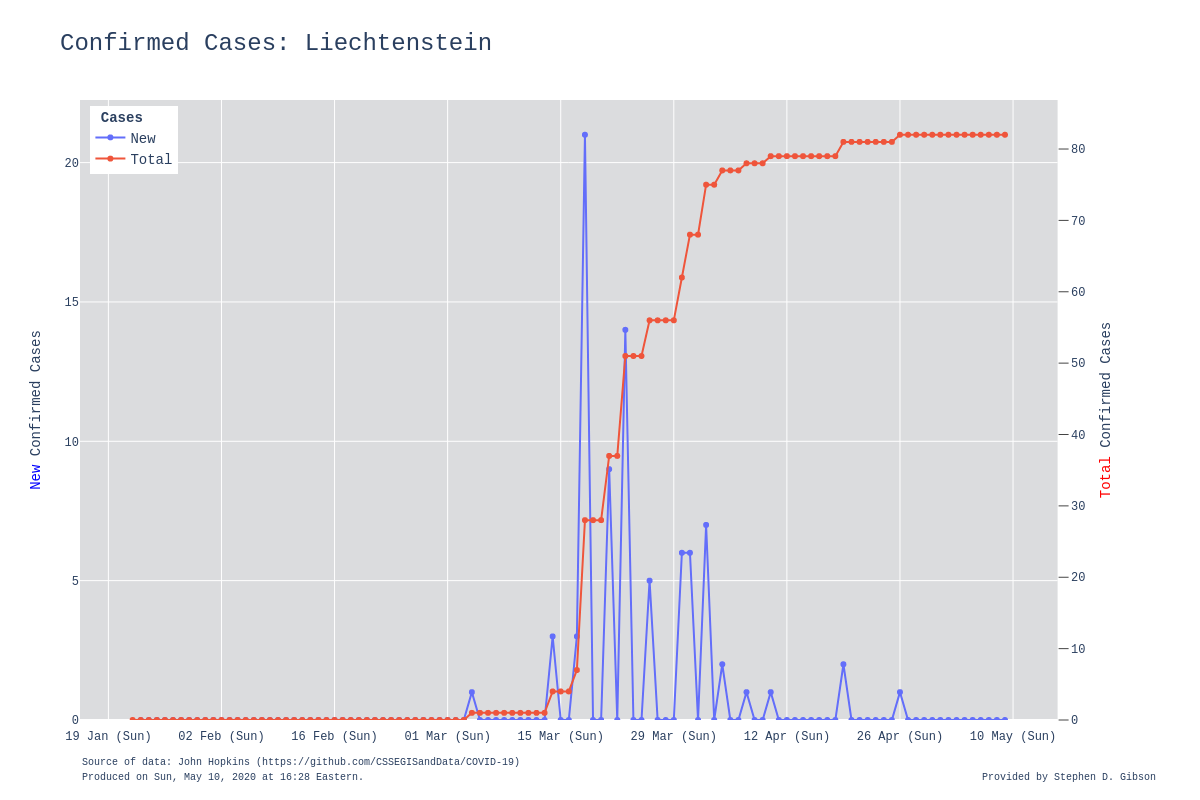 Confirmed Cases: Liechtenstein
Cases
New
Total
20
15
10
5
0
New Confirmed Cases
80
70
60
50
40
30
20
10
0
Total Confirmed Cases
19 Jan (Sun) 02 Feb (Sun) 16 Feb (Sun) 01 Mar (Sun) 15 Mar (Sun) 29 Mar (Sun) 12 Apr (Sun) 26 Apr (Sun) 10 May (Sun)
Source of data: John Hopkins (https://github.com/CSSEGISandData/COVID-19)
Produced on Sun, May 10, 2020 at 16:28 Eastern.
Provided by Stephen D. Gibson